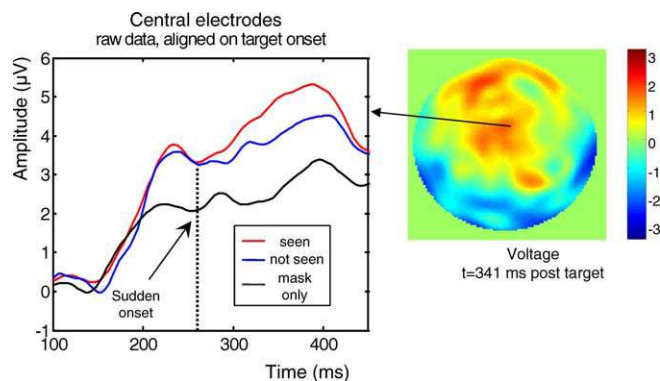 Central electrodes
raw data, aligned on target onset
Amplitude (µV)
6
5
4
3
2
1
0
-1
100
200
300
400
Time (ms)
Sudden
onset
seen
not seen
mask
only
3
2
1
0
-1
-2
-3
Voltage
t=341 ms post target